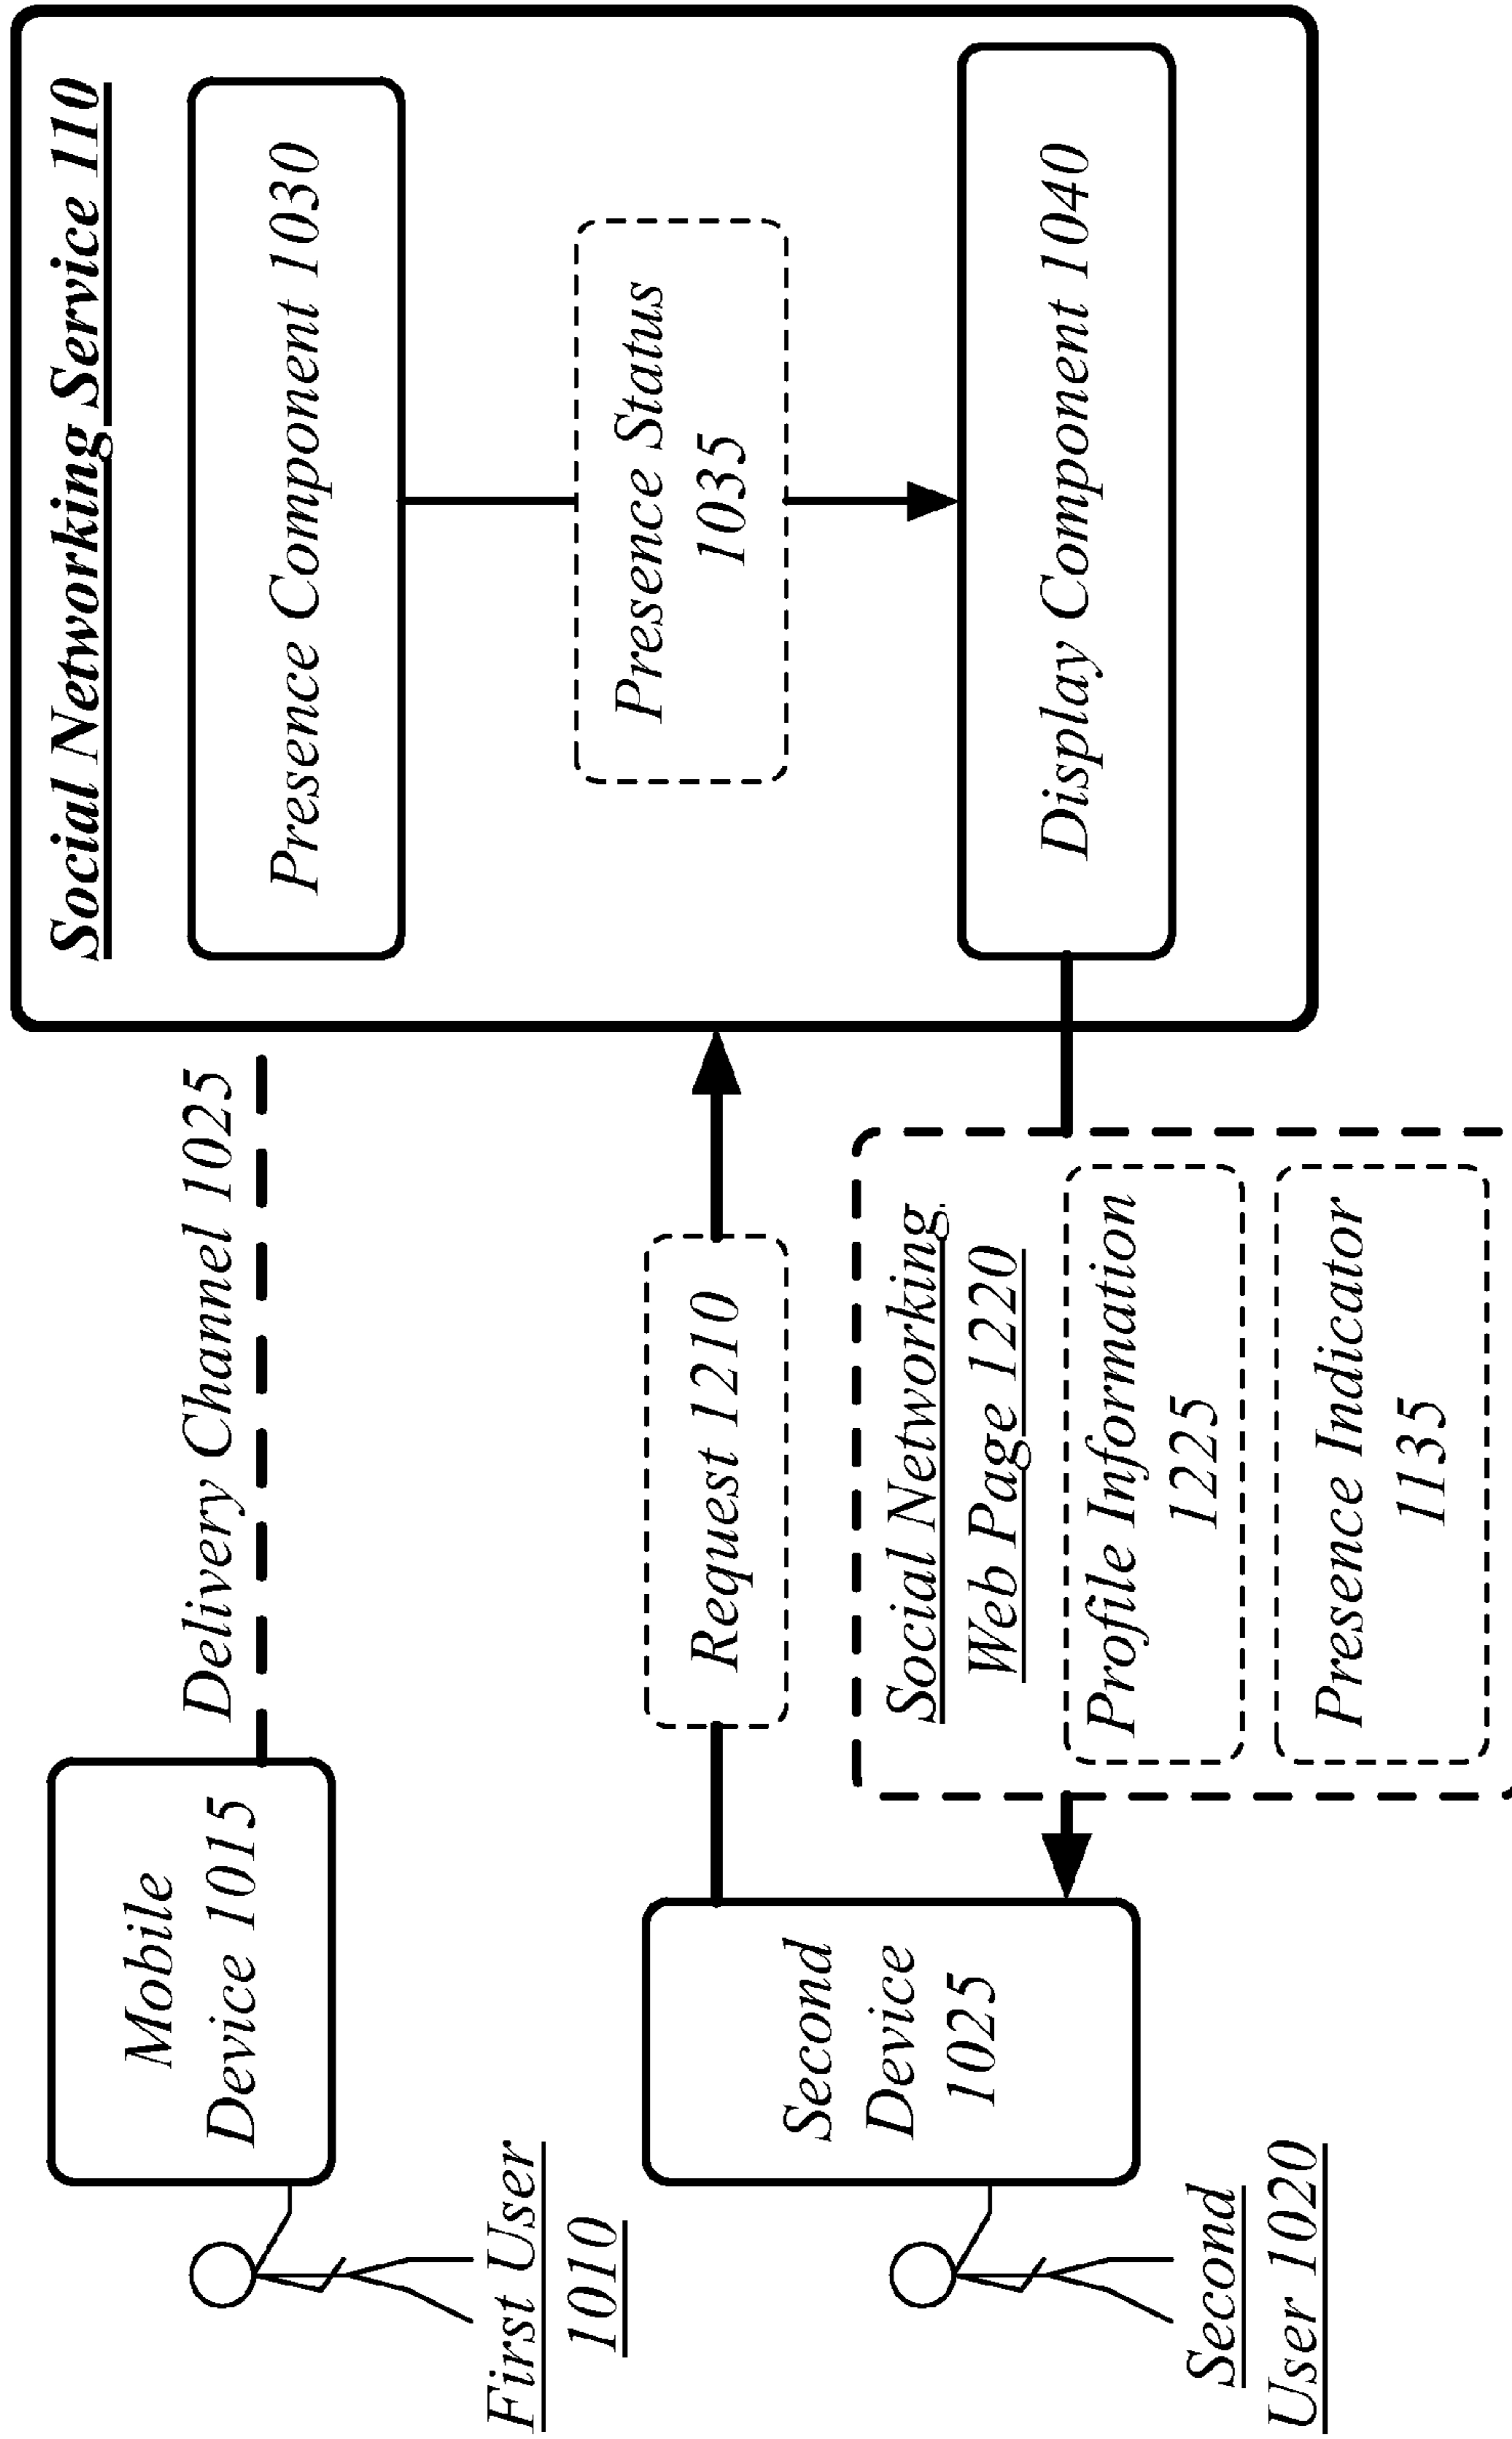 Social Networking Service 110
Presence Component 1030
Presence Status
1035
Display Component 1040
Delivery Channel 1025
Mobile
Device 1015
First User
1010
Request 1210
Social Networking
Web Page 1220
Profile Information
1225
Presence Indicator
1135
Second
Device
1025
Second
User 1020